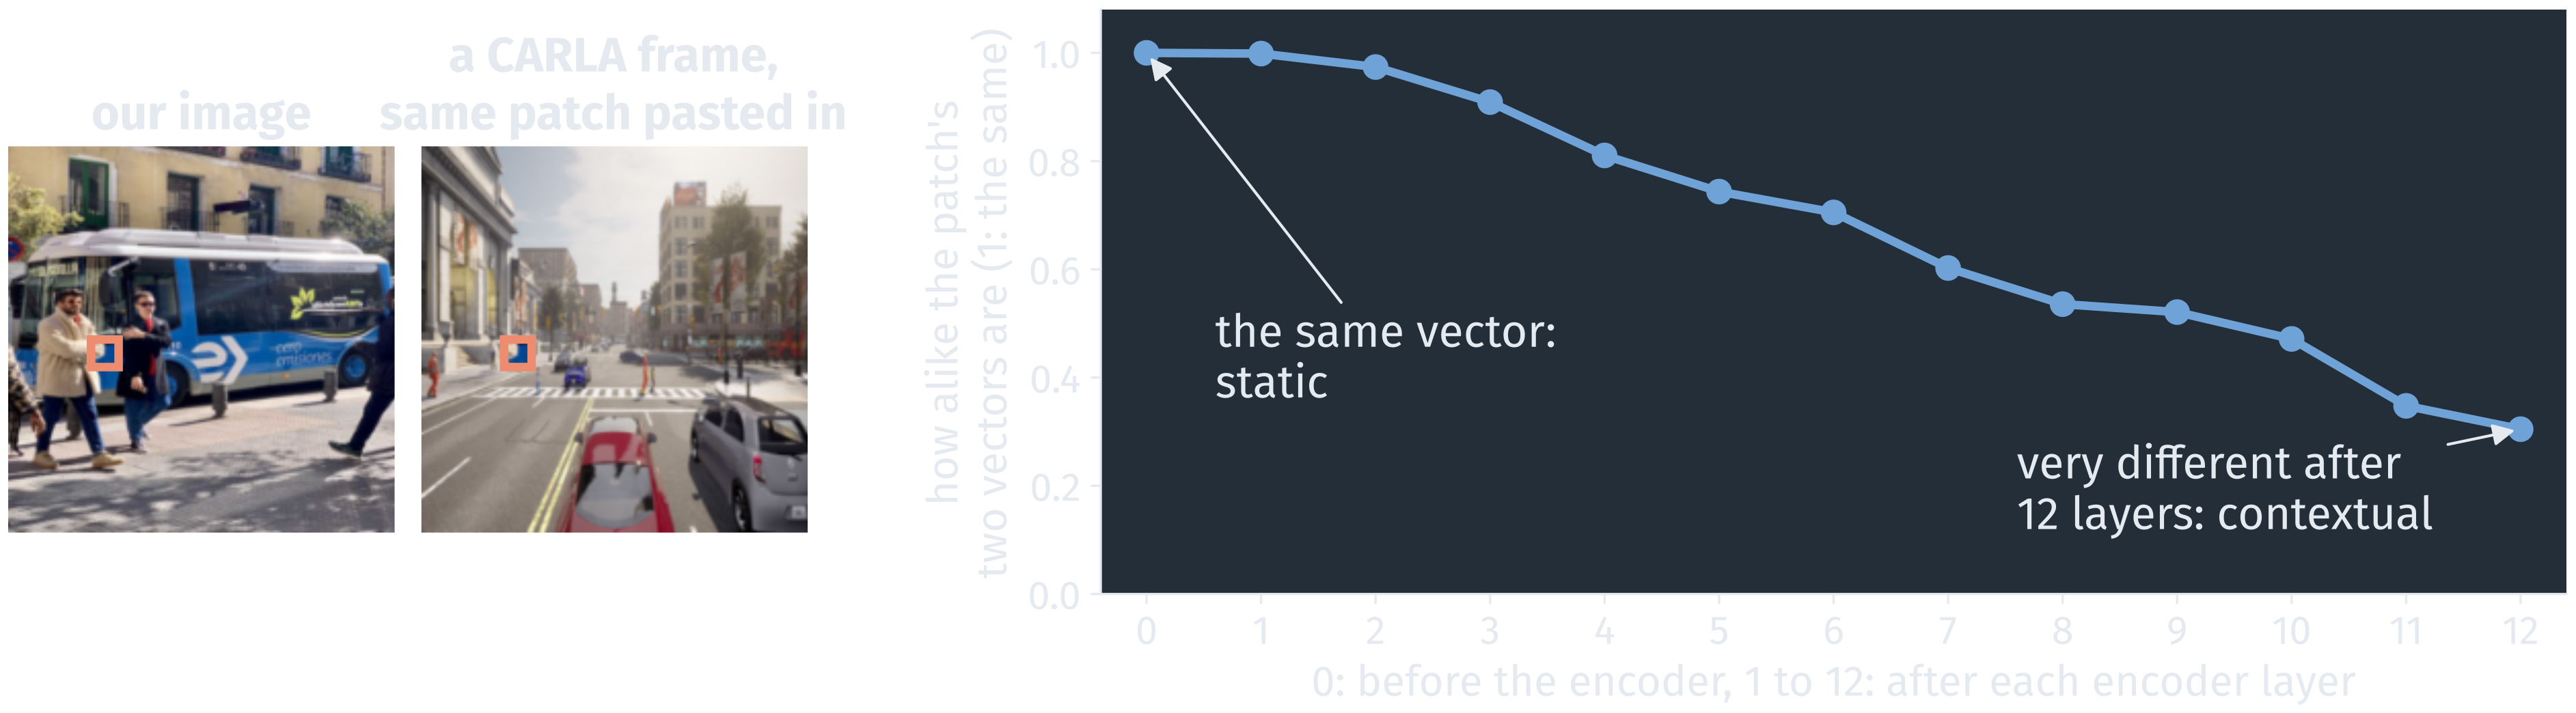 our image
a CARLA frame,
same patch pasted in
how alike the patch's
two vectors are (1: the same)
1.0
0.8
0.6
0.4
0.2
0.0
the same vector:
static
very different after
12 layers: contextual
0 1 2 3 4 5 6 7 8 9 10 11 12
0: before the encoder, 1 to 12: after each encoder layer
cero
emisiones